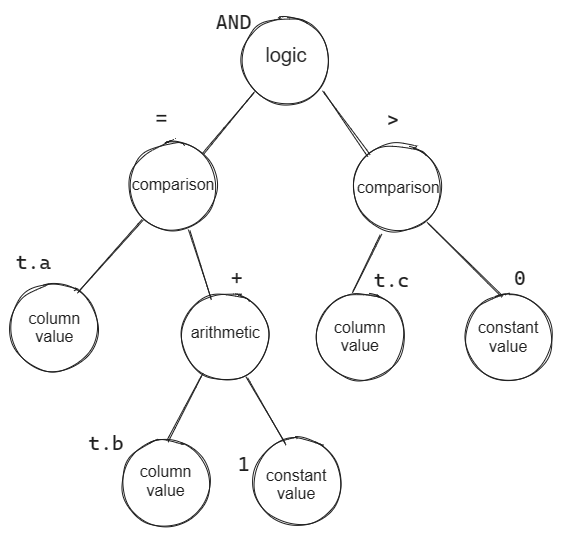 AND
logic
=
>
comparison
comparison
t.a
+
t.c
0
column
value
arithmetic
column
value
constant
value
t.b
1
column
value
constant
value